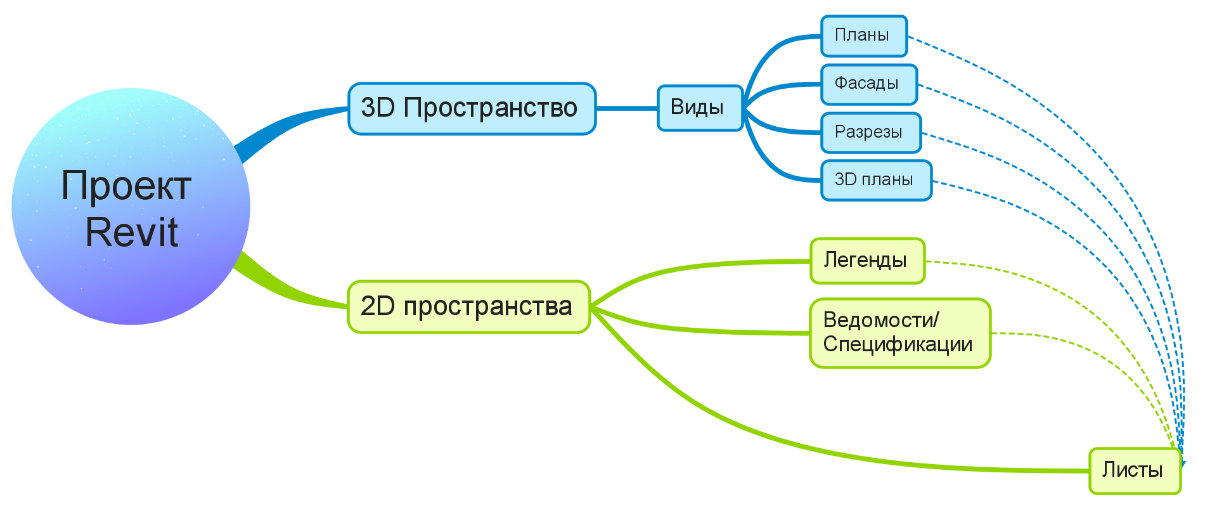 Проект
Revit
3D Пространство
Виды
Планы
Фасады
Разрезы
3D планы
2D пространства
Легенды
Ведомости/
Спецификации
Листы